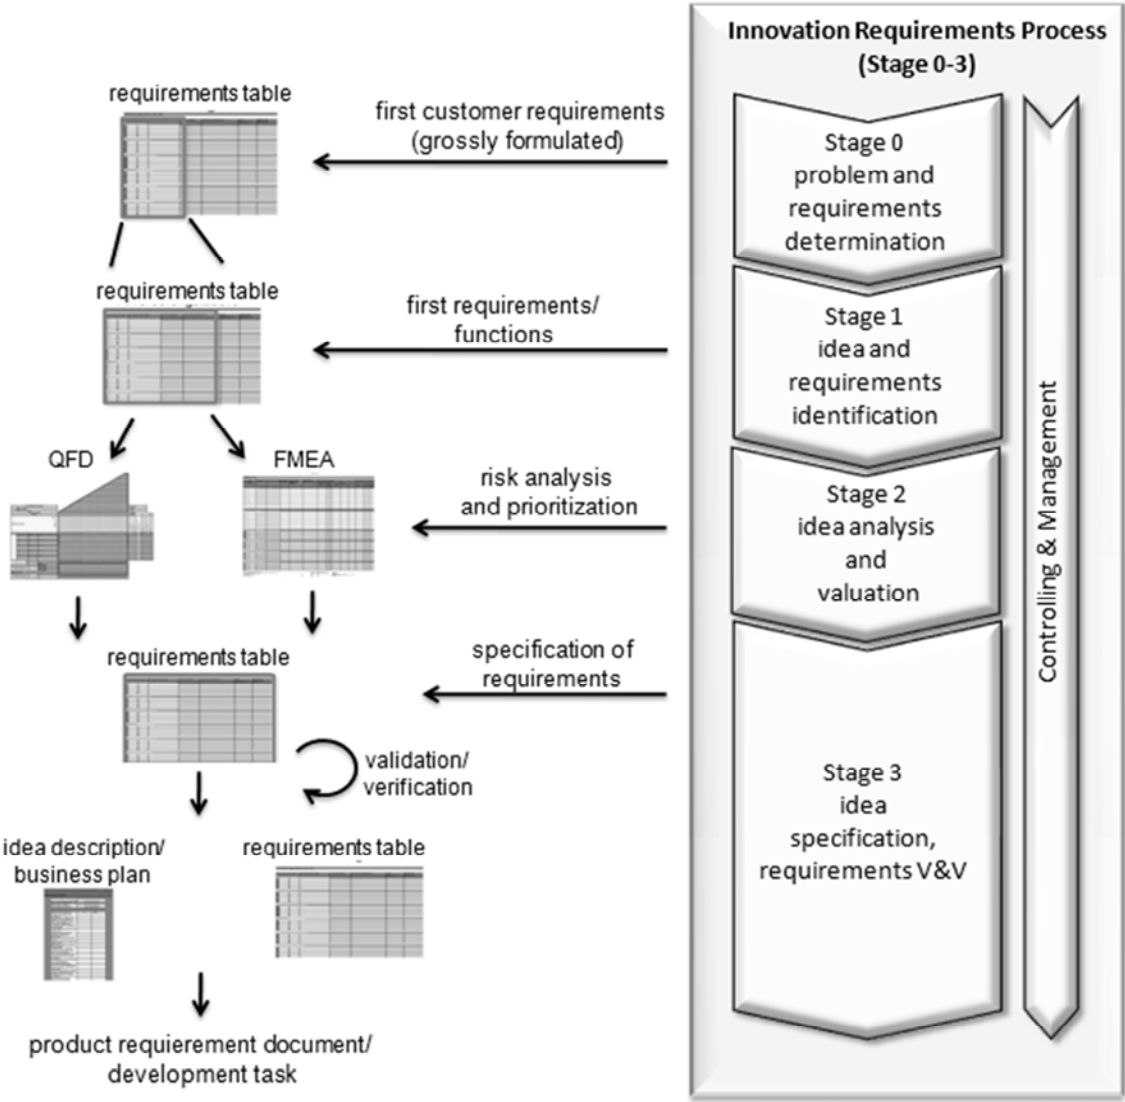 Innovation Requirements Process
(Stage 0-3)
requirements table
first customer requirements
(grossly formulated)
Stage 0
problem and
requirements
determination
requirements table
first requirements/
functions
Stage 1
idea and
requirements
identification
QFD
FMEA
risk analysis
and prioritization
Stage 2
idea analysis
and
valuation
requirements table
specification of
requirements
validation/
verification
Stage 3
idea
specification,
requirements V&V
idea description/
business plan
requirements table
product requierement document/
development task
Controlling & Management